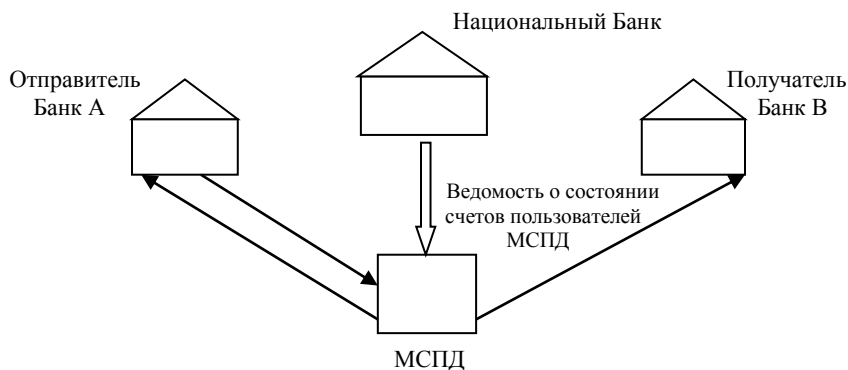 Национальный Банк
Отправитель
Банк А
Получатель
Банк В
Ведомость о состоянии
счетов пользователей
МСПД
МСПД